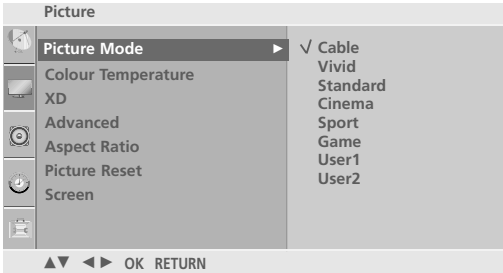 Picture
Picture Mode ▶ √ Cable
Vivid
Colour Temperature
Standard
XD
Cinema
Advanced
Sport
Aspect Ratio
Game
Picture Reset
User1
Screen
User2
▲▼ ◄► OK RETURN